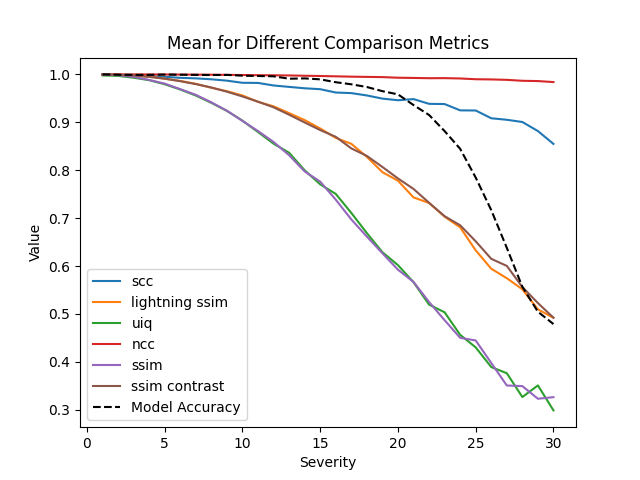 Mean for Different Comparison Metrics
Value
1.0
0.9
0.8
0.7
0.6
0.5
0.4
0.3
scc
lightning ssim
uiq
ncc
ssim
ssim contrast
Model Accuracy
0 5 10 15 20 25 30
Severity